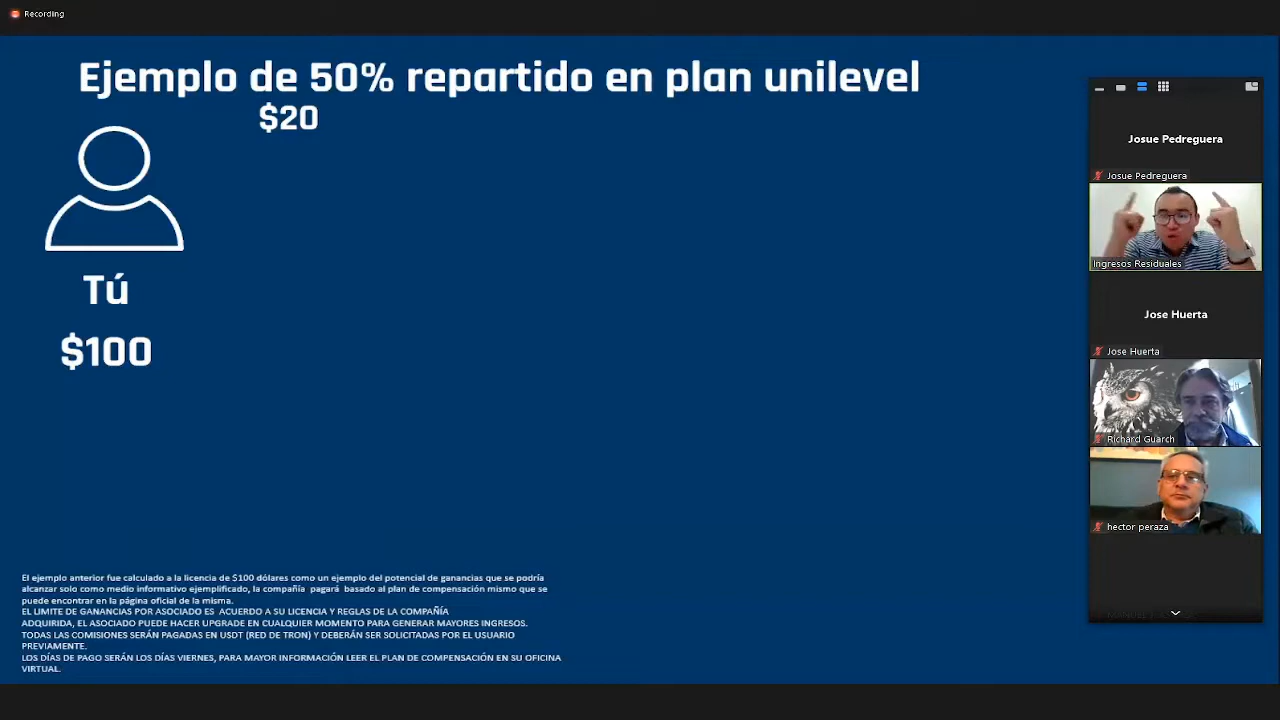 Recording
Ejemplo de 50% repartido en plan unilevel
$20
Tú
$100
El ejemplo anterior fue calculado a la licencia de $100 dólares como un ejemplo del potencial de ganancias que se podría
alcanzar solo como medio informativo ejemplificado, la compañía pagará basado al plan de compensación mismo que se
puede encontrar en la página oficial de la misma.
EL LIMITE DE GANANCIAS POR ASOCIADO ES ACUERDO A SU LICENCIA Y REGLAS DE LA COMPAÑÍA
ADQUIRIDA, EL ASOCIADO PUEDE HACER UPGRADE EN CUALQUIER MOMENTO PARA GENERAR MAYORES INGRESOS.
TODAS LAS COMISIONES SERÁN PAGADAS EN USDT (RED DE TRON) Y DEBERÁN SER SOLICITADAS POR EL USUARIO
PREVIAMENTE.
LOS DÍAS DE PAGO SERÁN LOS DÍAS VIERNES, PARA MAYOR INFORMACIÓN LEER EL PLAN DE COMPENSACIÓN EN SU OFICINA
VIRTUAL.
Josue Pedreguera
Josue Pedreguera
Ingresos Residuales
Jose Huerta
Jose Huerta
Richard Guarch
hector peraza